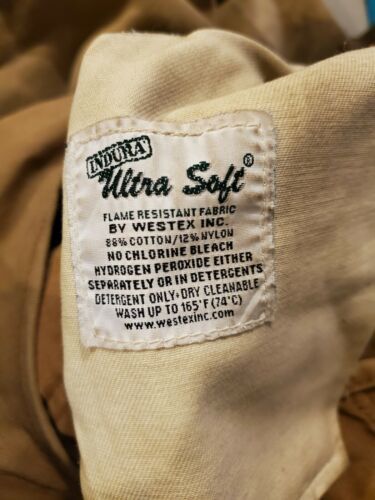 INDURA
Ultra Soft®
FLAME RESISTANT FABRIC
BY WESTEX INC.
88% COTTON/12% NYLON
NO CHLORINE BLEACH
HYDROGEN PEROXIDE EITHER
SEPARATELY OR IN DETERGENTS
DETERGENT ONLY•DRY CLEANABLE
WASH UP TO 165°F (74°C)
www.westexinc.com